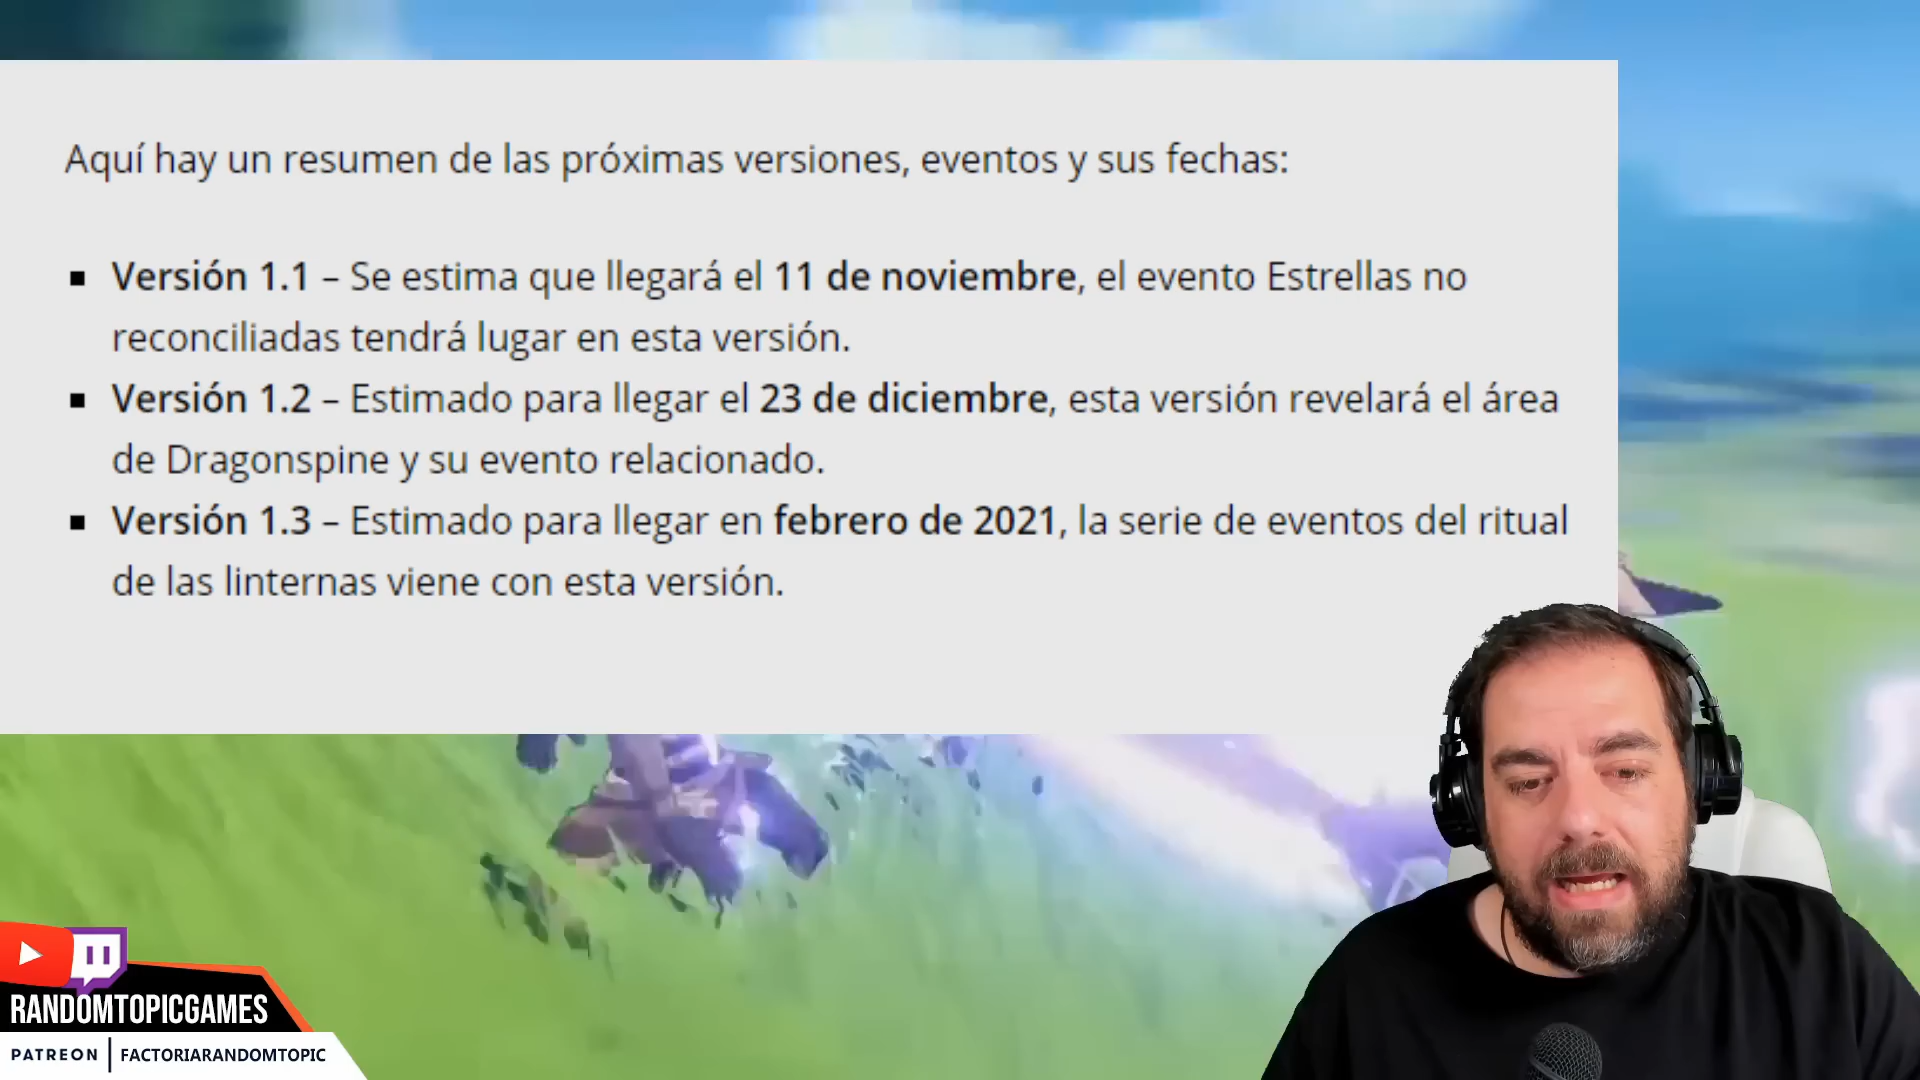 Aquí hay un resumen de las próximas versiones, eventos y sus fechas:
▪ Versión 1.1 – Se estima que llegará el 11 de noviembre, el evento Estrellas no
reconciliadas tendrá lugar en esta versión.
▪ Versión 1.2 – Estimado para llegar el 23 de diciembre, esta versión revelará el área
de Dragonspine y su evento relacionado.
▪ Versión 1.3 – Estimado para llegar en febrero de 2021, la serie de eventos del ritual
de las linternas viene con esta versión.
RANDOMTOPICGAMES
PATREON | FACTORIARANDOMTOPIC